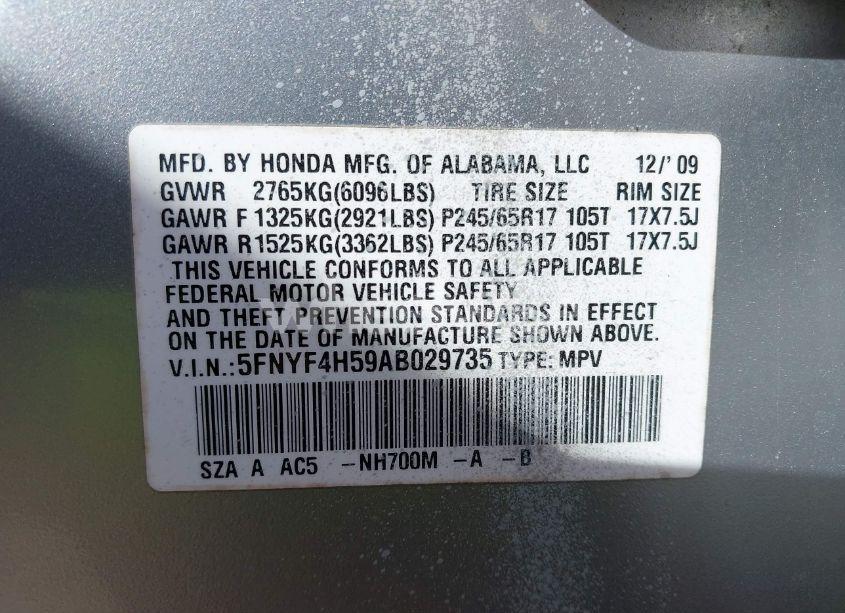 MFD. BY HONDA MFG. OF ALABAMA, LLC 12/'09
GVWR 2765KG(6096LBS) TIRE SIZE RIM SIZE
GAWR F 1325KG(2921LBS) P245/65R17 105T 17X7.5J
GAWR R 1525KG(3362LBS) P245/65R17 105T 17X7.5J
THIS VEHICLE CONFORMS TO ALL APPLICABLE
FEDERAL MOTOR VEHICLE SAFETY
AND THEFT PREVENTION STANDARDS IN EFFECT
ON THE DATE OF MANUFACTURE SHOWN ABOVE.
V.I.N.: 5FNYF4H59AB029735 TYPE: MPV
SZA A AC5 -NH700M -A -B